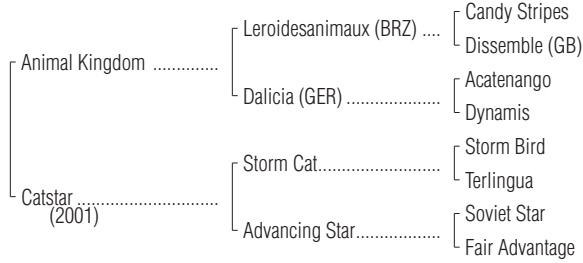 Candy Stripes
Leroidesanimaux (BRZ) ....
Dissemble (GB)
Animal Kingdom ..............
Acatenango
Dalicia (GER) ....................
Dynamis
Storm Bird
Storm Cat..........................
Terlingua
Catstar ..............................
(2001)
Soviet Star
Advancing Star..................
Fair Advantage